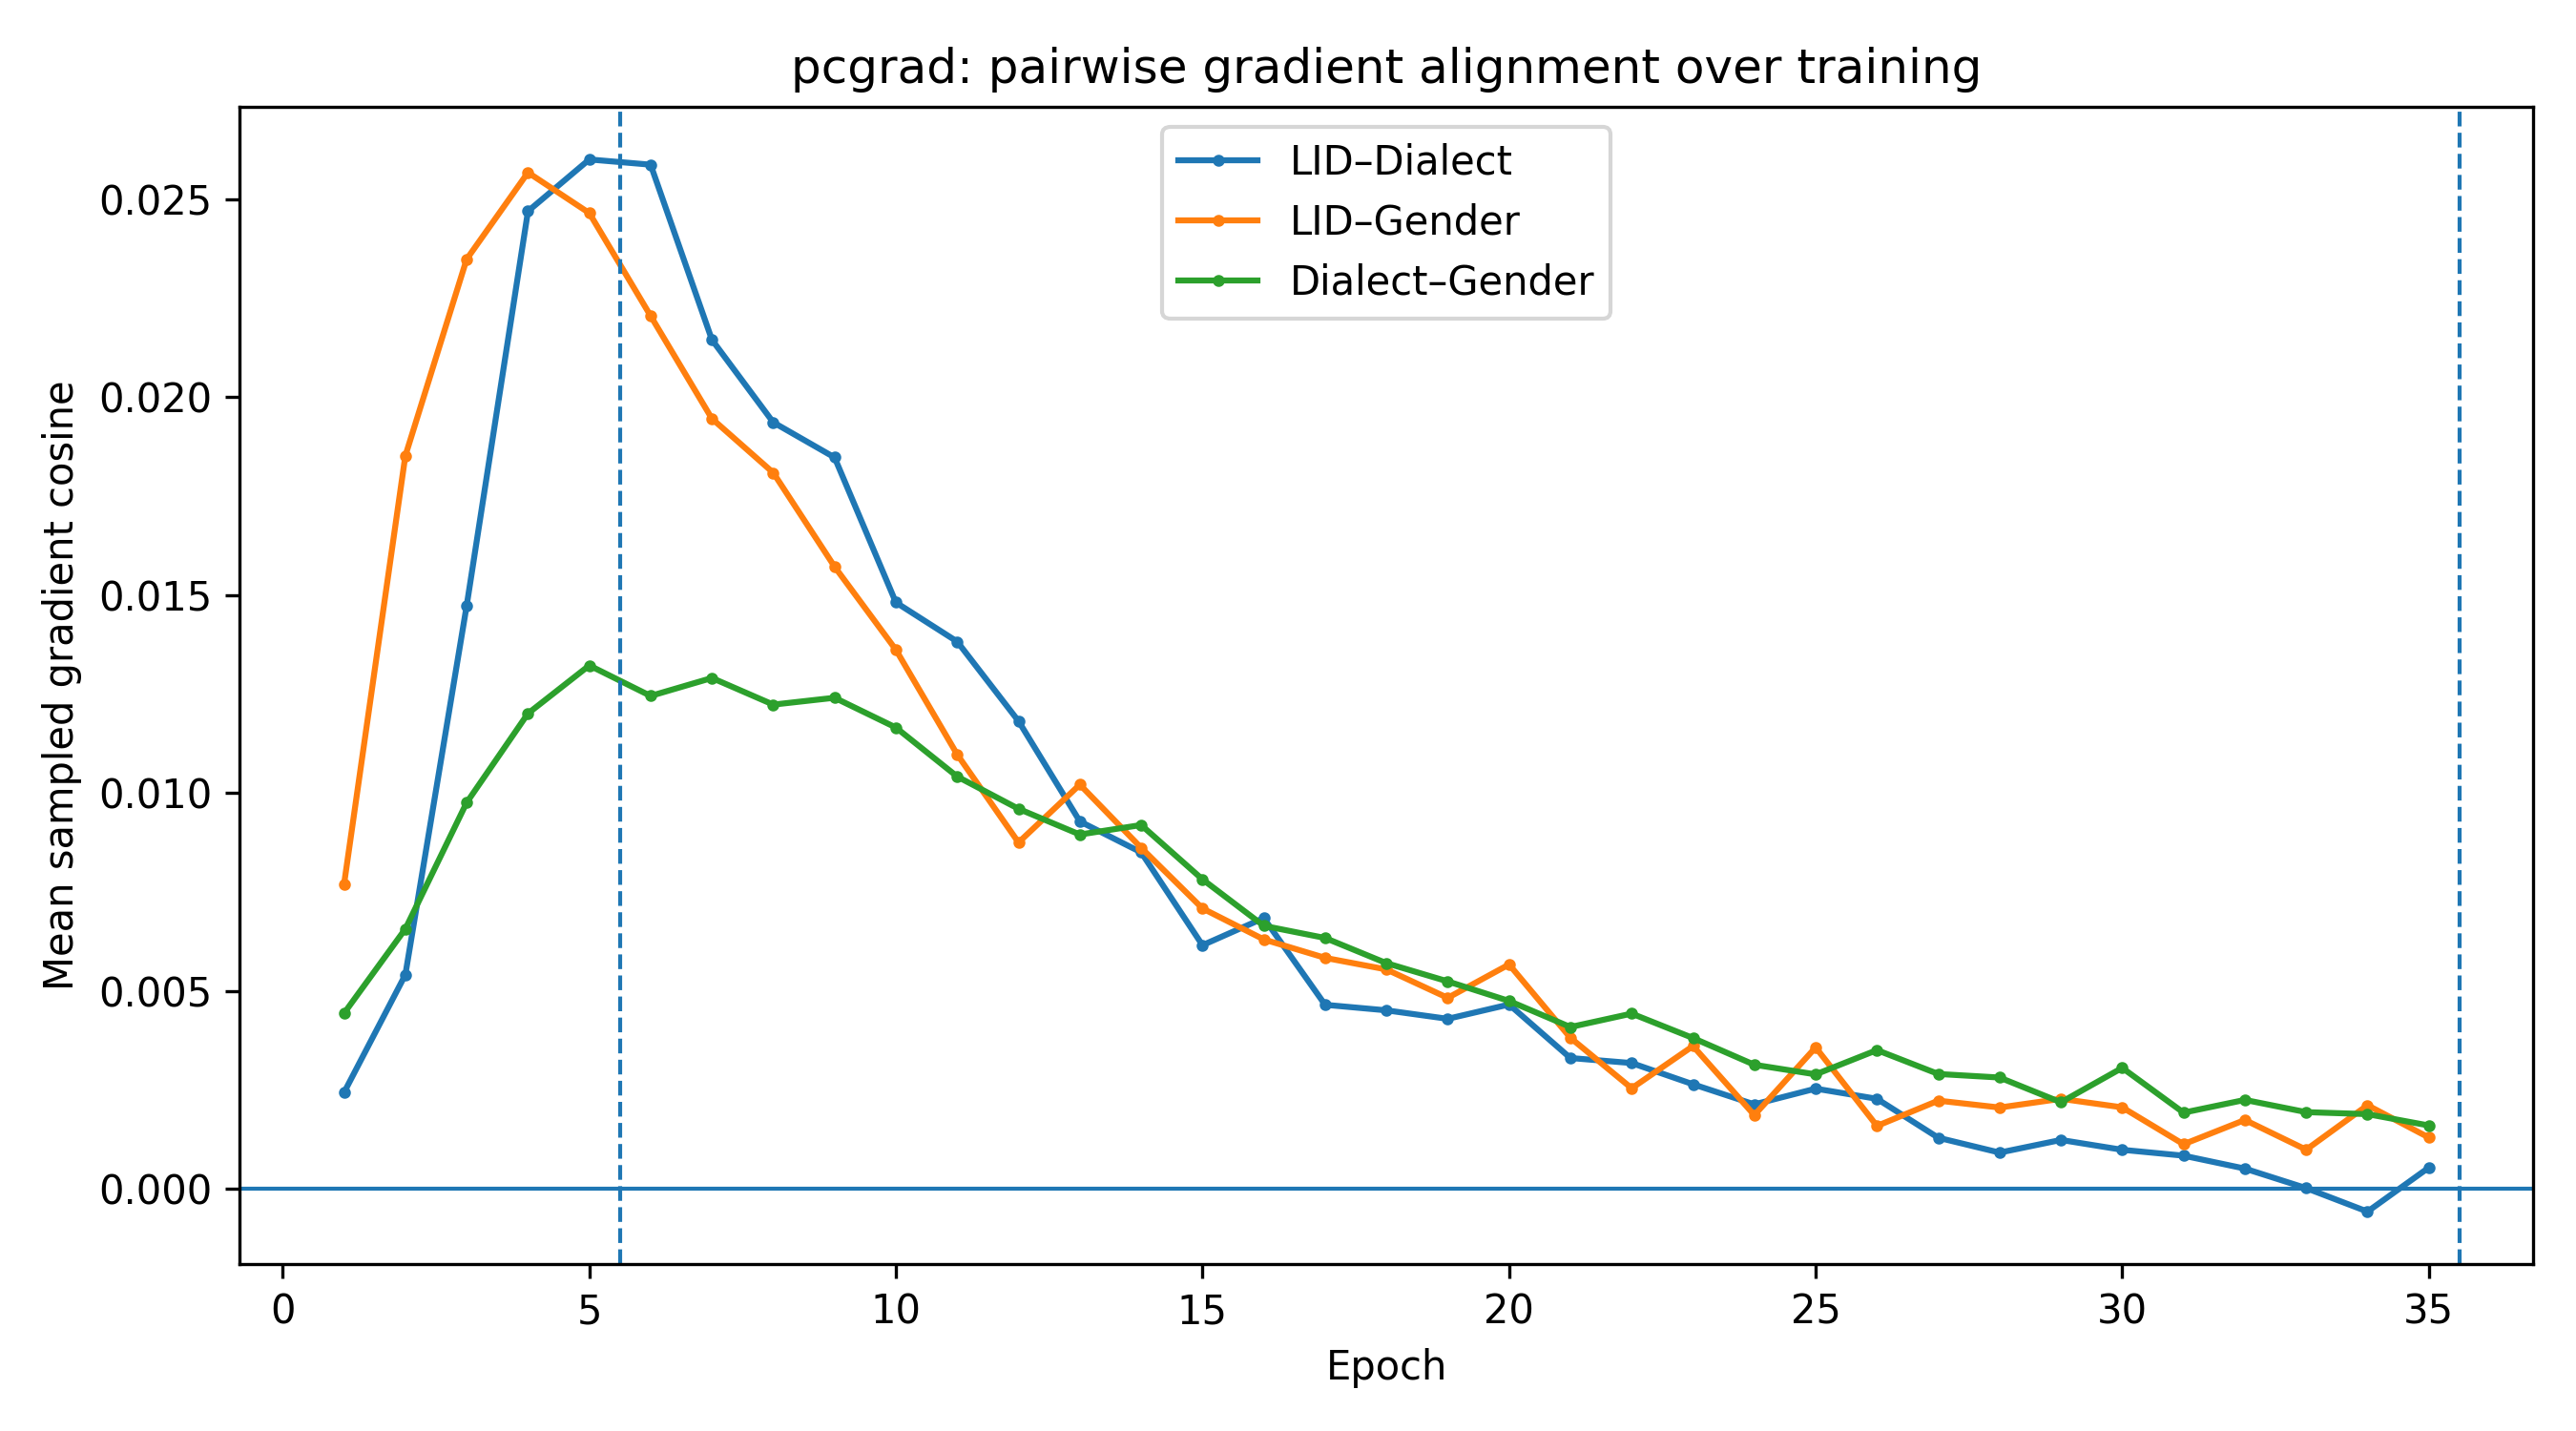 pcgrad: pairwise gradient alignment over training
LID–Dialect
LID–Gender
Dialect–Gender
Mean sampled gradient cosine
0.025
0.020
0.015
0.010
0.005
0.000
0 5 10 15 20 25 30 35
Epoch